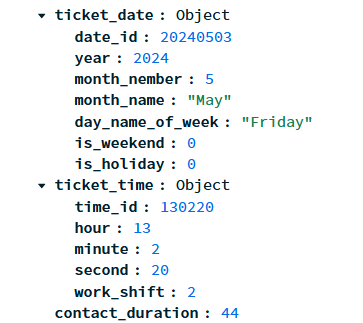 ticket_date : Object
date_id : 20240503
year : 2024
month_nember : 5
month_name : "May"
day_name_of_week : "Friday"
is_weekend : 0
is_holiday : 0
ticket_time : Object
time_id : 130220
hour : 13
minute : 2
second : 20
work_shift : 2
contact_duration : 44